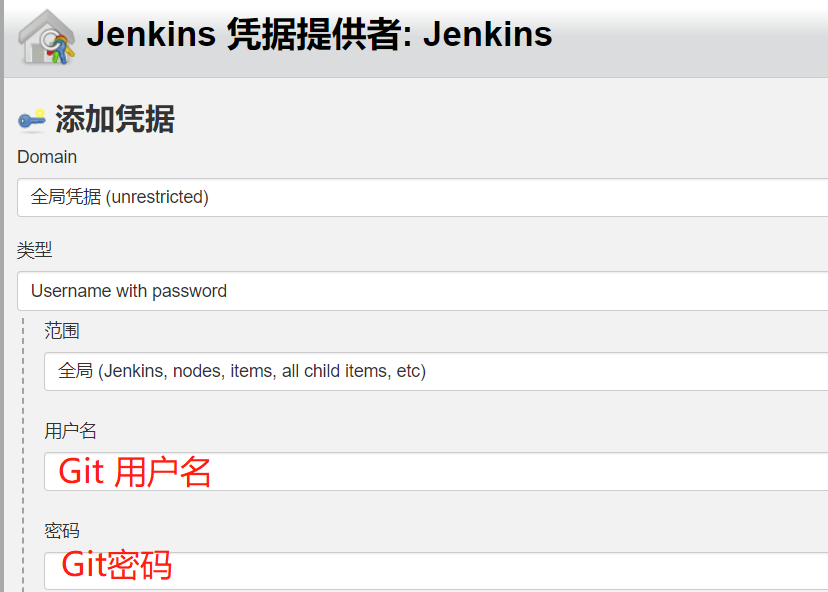 Jenkins 凭据提供者: Jenkins
添加凭据
Domain
全局凭据 (unrestricted)
类型
Username with password
范围
全局 (Jenkins, nodes, items, all child items, etc)
用户名
Git 用户名
密码
Git密码